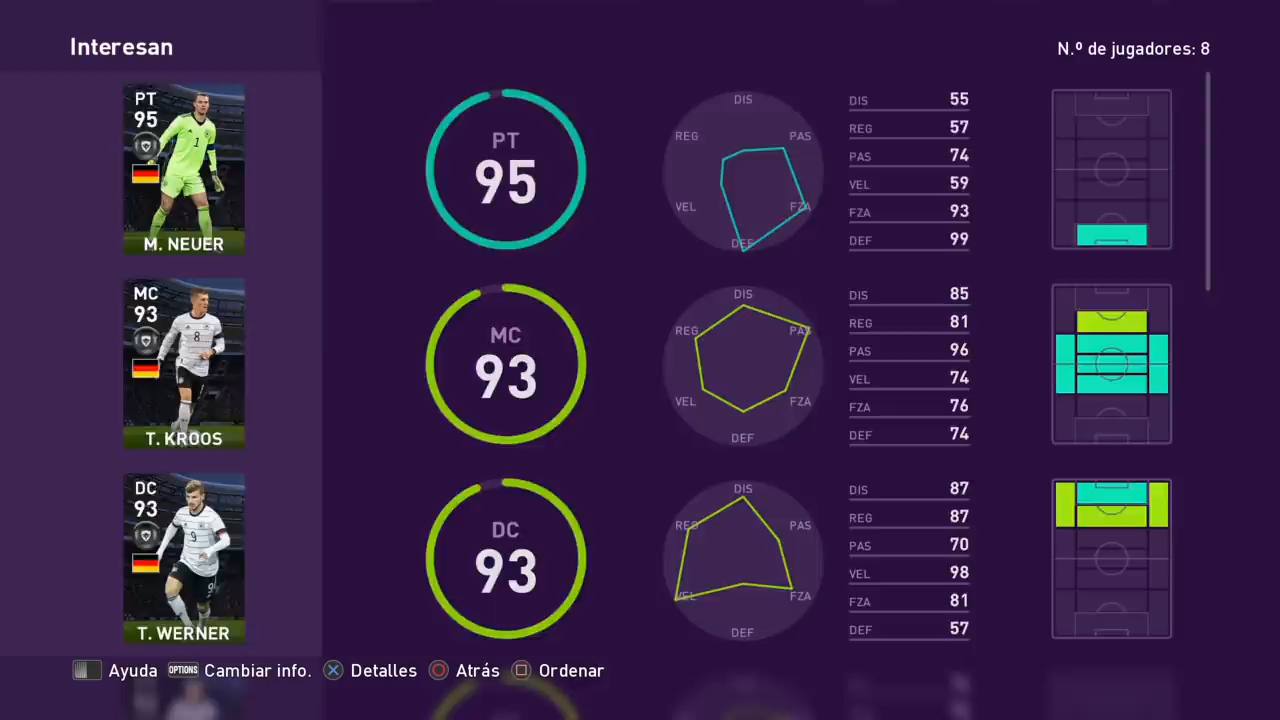 Interesan
N.º de jugadores: 8
PT
95
1
M. NEUER
PT
95
DIS
REG
PAS
VEL
FZA
DEF
DIS 55
REG 57
PAS 74
VEL 59
FZA 93
DEF 99
MC
93
8
T. KROOS
MC
93
DIS
REG
PAS
VEL
FZA
DEF
DIS 85
REG 81
PAS 96
VEL 74
FZA 76
DEF 74
DC
93
9
9
T. WERNER
DC
93
DIS
REG
PAS
VEL
FZA
DEF
DIS 87
REG 87
PAS 70
VEL 98
FZA 81
DEF 57
Ayuda OPTIONS Cambiar info. Detalles Atrás Ordenar